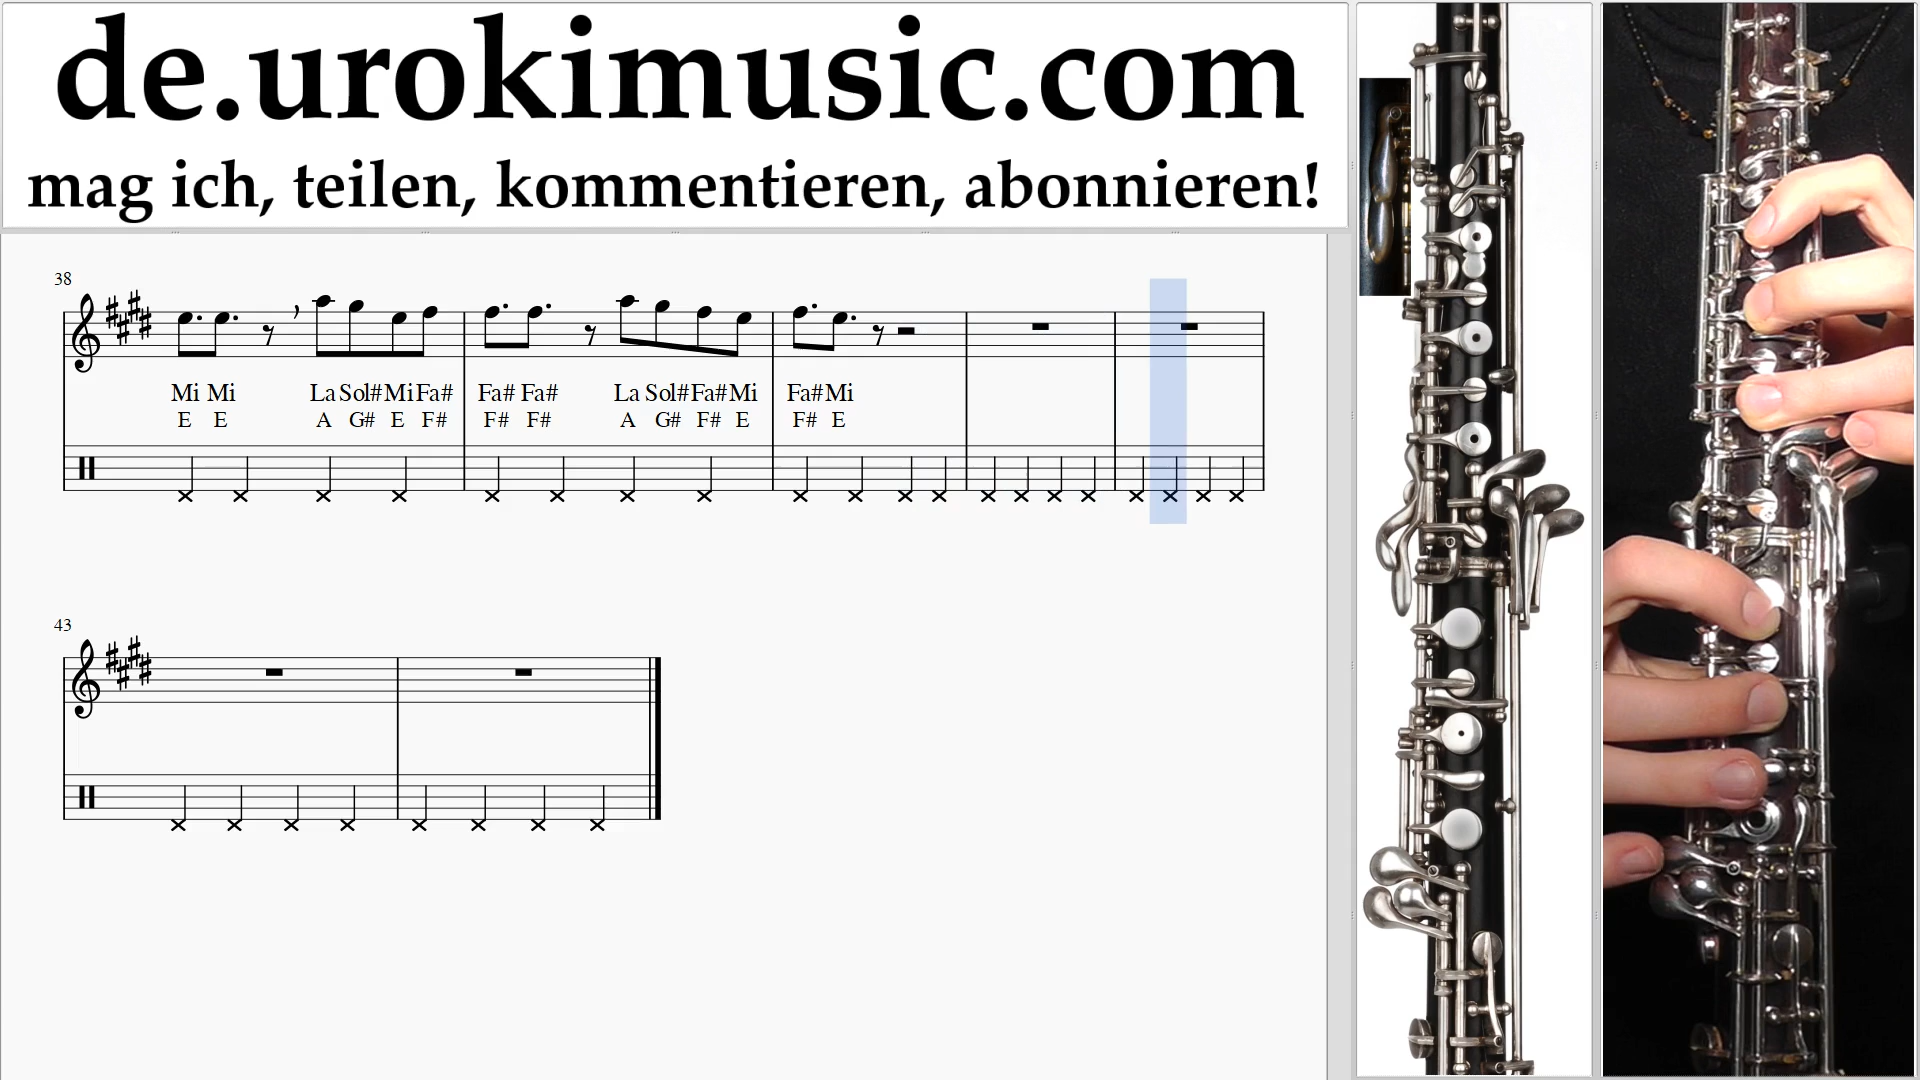 de.urokimusic.com
mag ich, teilen, kommentieren, abonnieren!
38
Mi Mi La Sol# Mi Fa# Fa# Fa# La Sol# Fa# Mi Fa# Mi
E E A G# E F# F# F# A G# F# E F# E
43